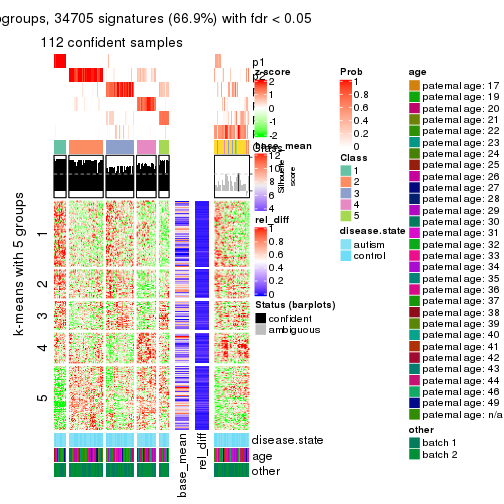 ogroups, 34705 signatures (66.9%) with fdr < 0.05
112 confident samples
p1
z-score
2
1
0
-1
-2
base_mean
12
10
8
6
4
Silhouette
score
rel_diff
1
0.8
0.6
0.4
0.2
0
Status (barplots)
confident
ambiguous
Prob
1
0.8
0.6
0.4
0.2
0
Class
1
2
3
4
5
disease.state
autism
control
age
paternal age: 17
paternal age: 19
paternal age: 20
paternal age: 21
paternal age: 22
paternal age: 23
paternal age: 24
paternal age: 25
paternal age: 26
paternal age: 27
paternal age: 28
paternal age: 29
paternal age: 30
paternal age: 31
paternal age: 32
paternal age: 33
paternal age: 34
paternal age: 35
paternal age: 36
paternal age: 37
paternal age: 38
paternal age: 39
paternal age: 40
paternal age: 41
paternal age: 42
paternal age: 43
paternal age: 44
paternal age: 46
paternal age: 49
paternal age: n/a
other
batch 1
batch 2
k-means with 5 groups
1
2
3
4
5
disease.state
age
other
base_mean
rel_diff